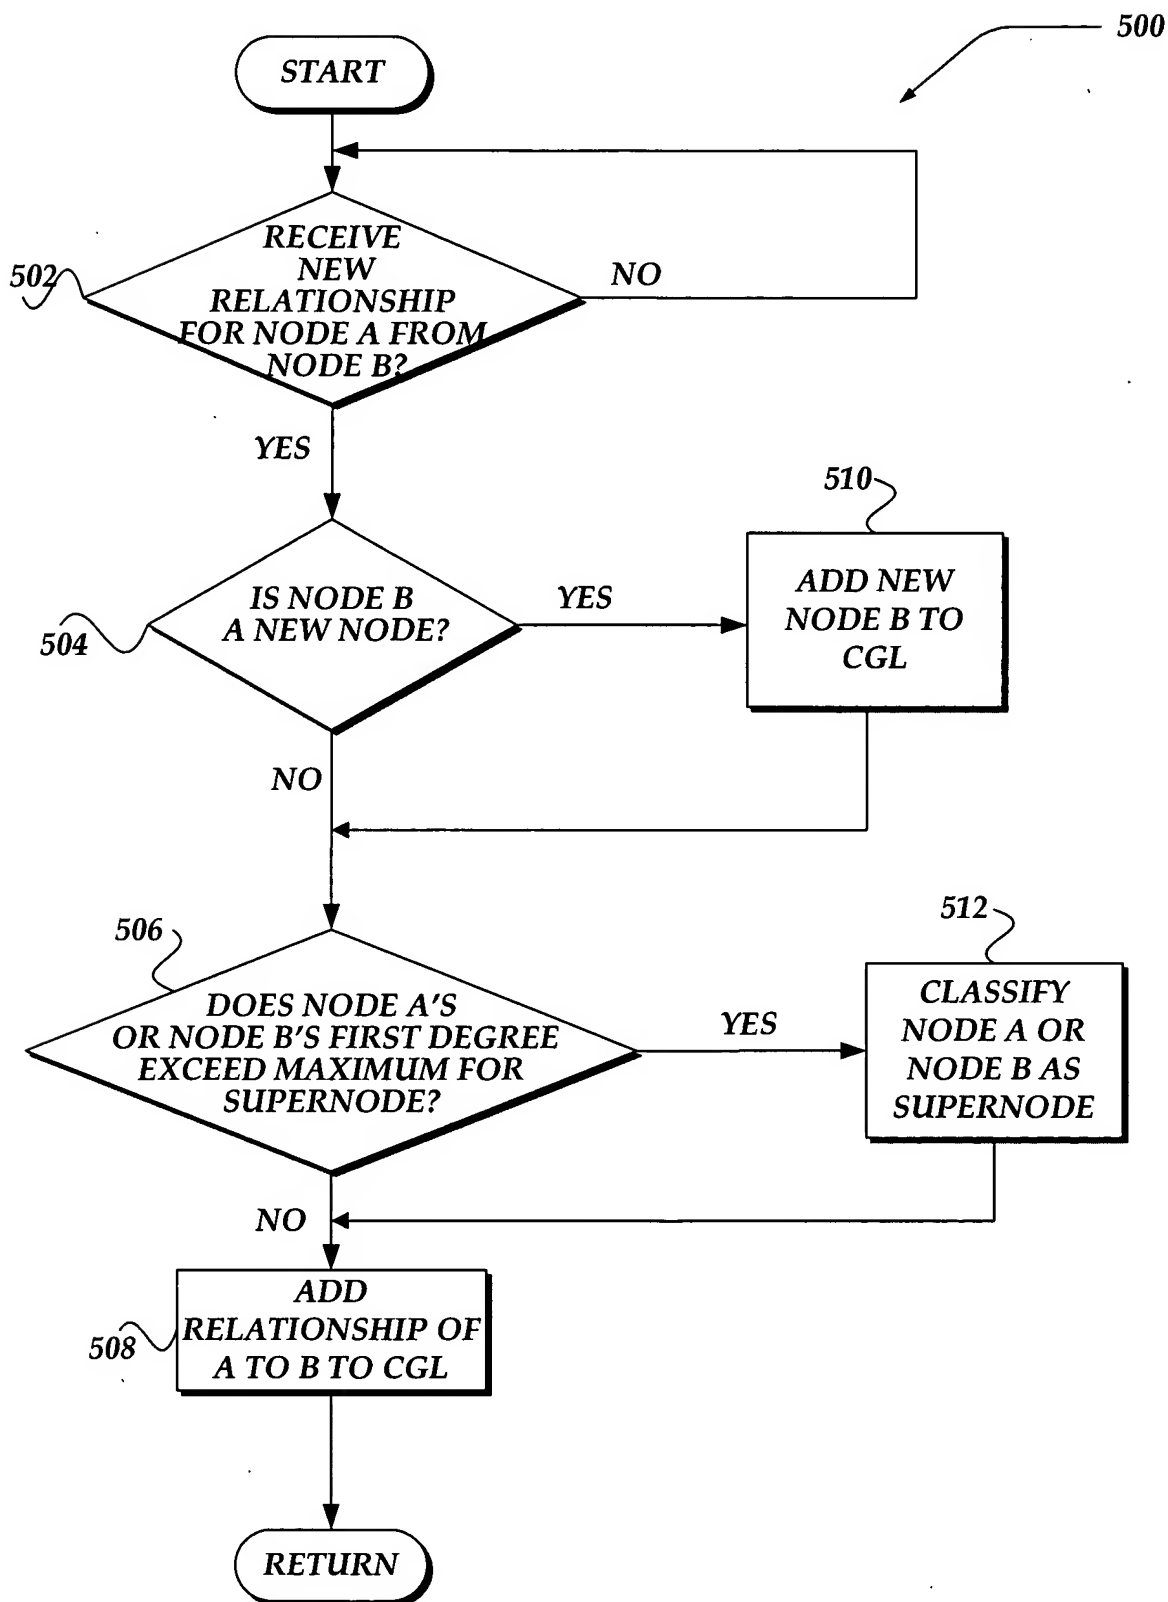 500
START
RECEIVE
NEW
RELATIONSHIP
FOR NODE A FROM
NODE B?
502
NO
YES
510
IS NODE B
A NEW NODE?
504
YES
ADD NEW
NODE B TO
CGL
NO
506
512
DOES NODE A'S
OR NODE B'S FIRST DEGREE
EXCEED MAXIMUM FOR
SUPERNODE?
YES
CLASSIFY
NODE A OR
NODE B AS
SUPERNODE
NO
ADD
RELATIONSHIP OF
A TO B TO CGL
508
RETURN